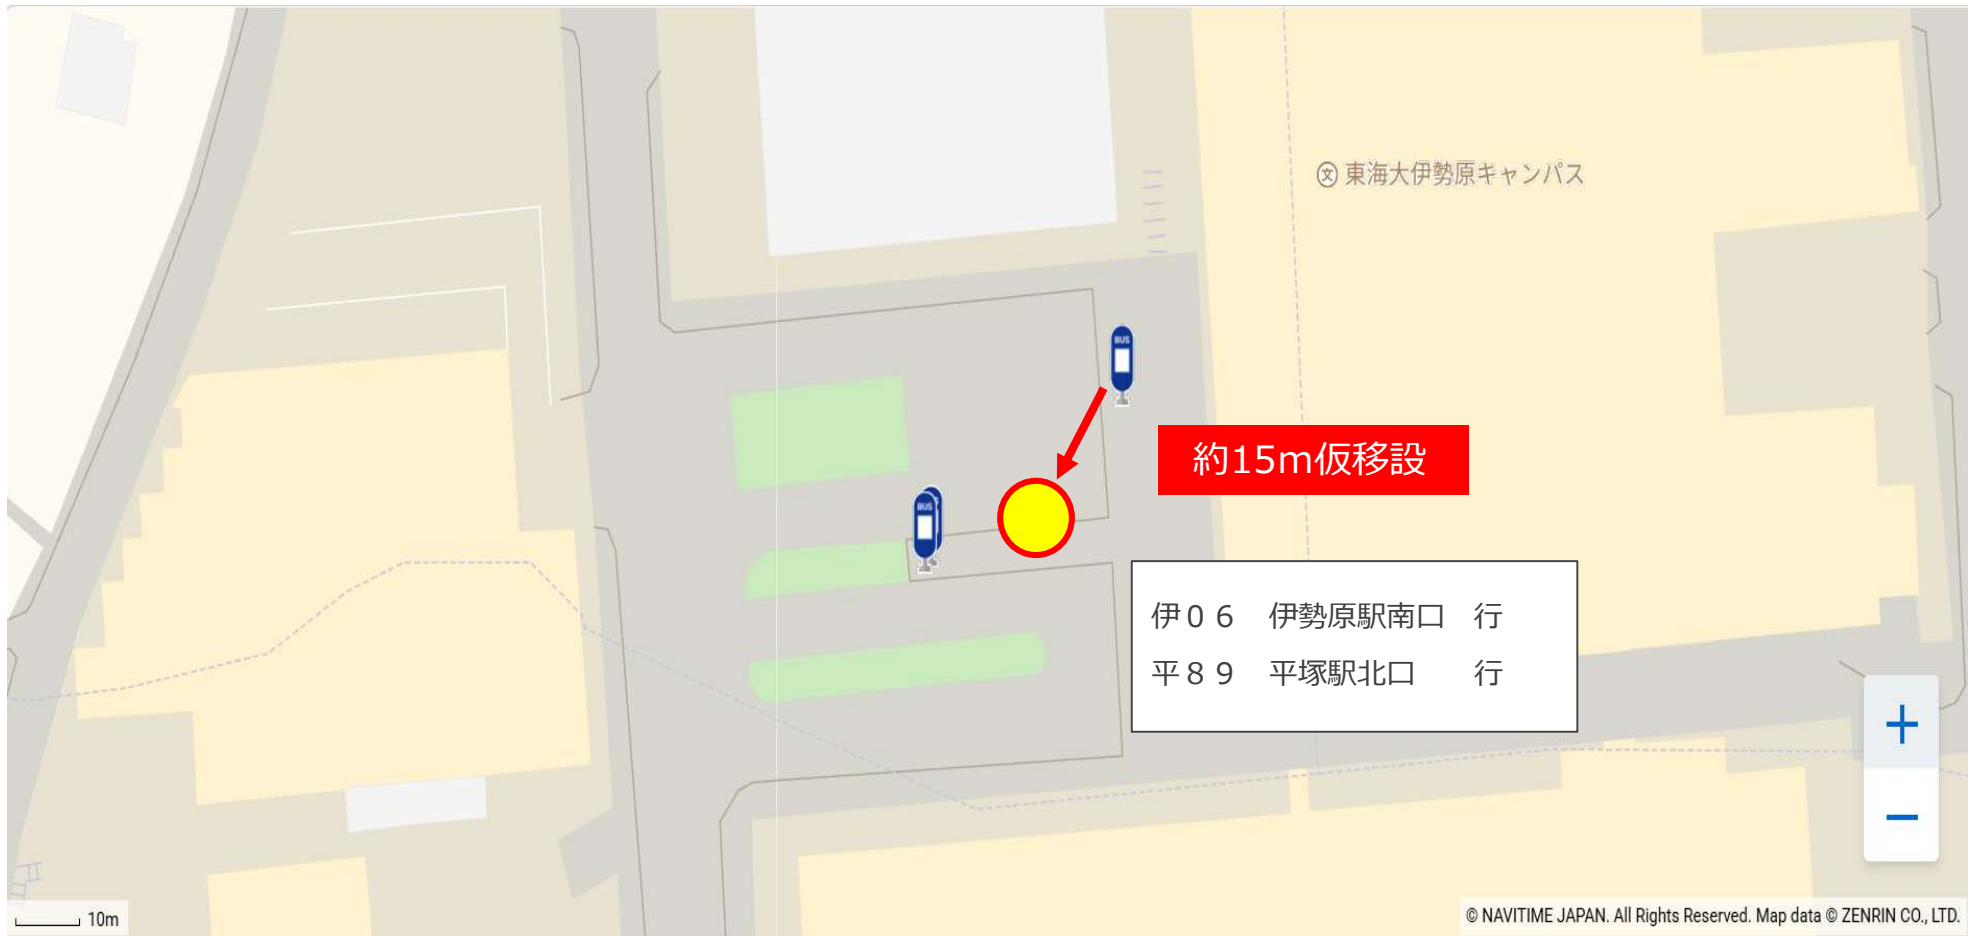 東海大伊勢原キャンパス
BUS
約15m仮移設
BUS
伊０６　伊勢原駅南口　行
平８９　平塚駅北口　　行
10m
© NAVITIME JAPAN. All Rights Reserved. Map data © ZENRIN CO., LTD.